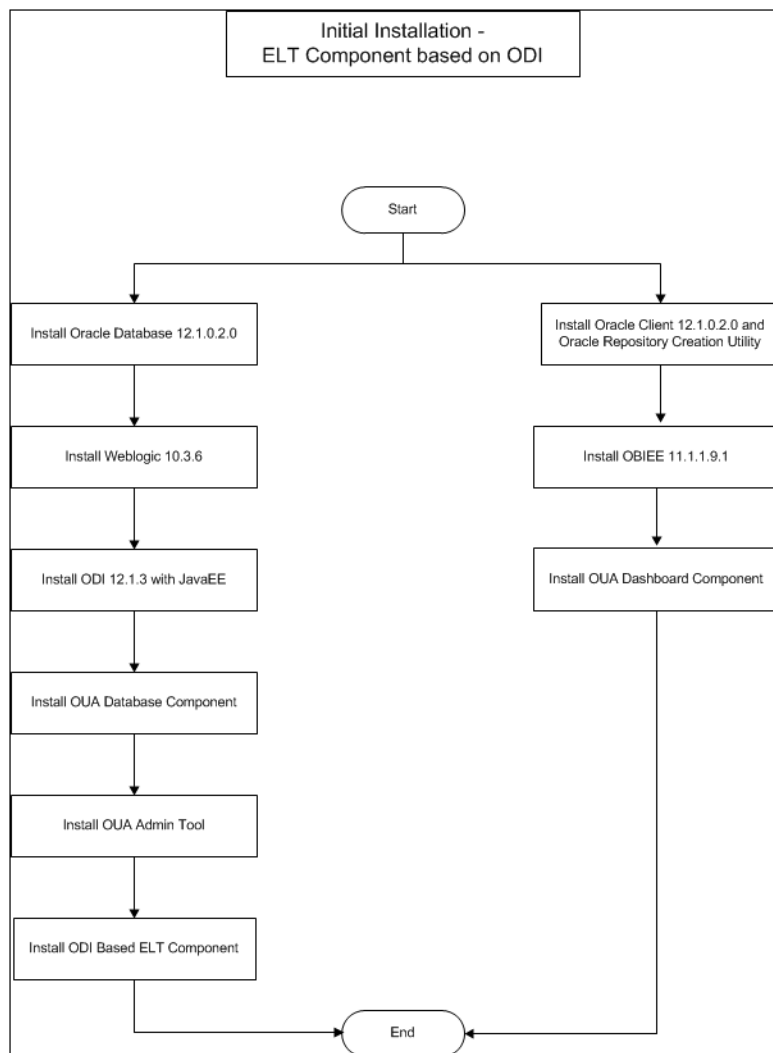 Initial Installation -
ELT Component based on ODI
Start
Install Oracle Database 12.1.0.2.0
Install Oracle Client 12.1.0.2.0 and
Oracle Repository Creation Utility
Install Weblogic 10.3.6
Install OBIEE 11.1.1.9.1
Install ODI 12.1.3 with JavaEE
Install OUA Dashboard Component
Install OUA Database Component
Install OUA Admin Tool
Install ODI Based ELT Component
End